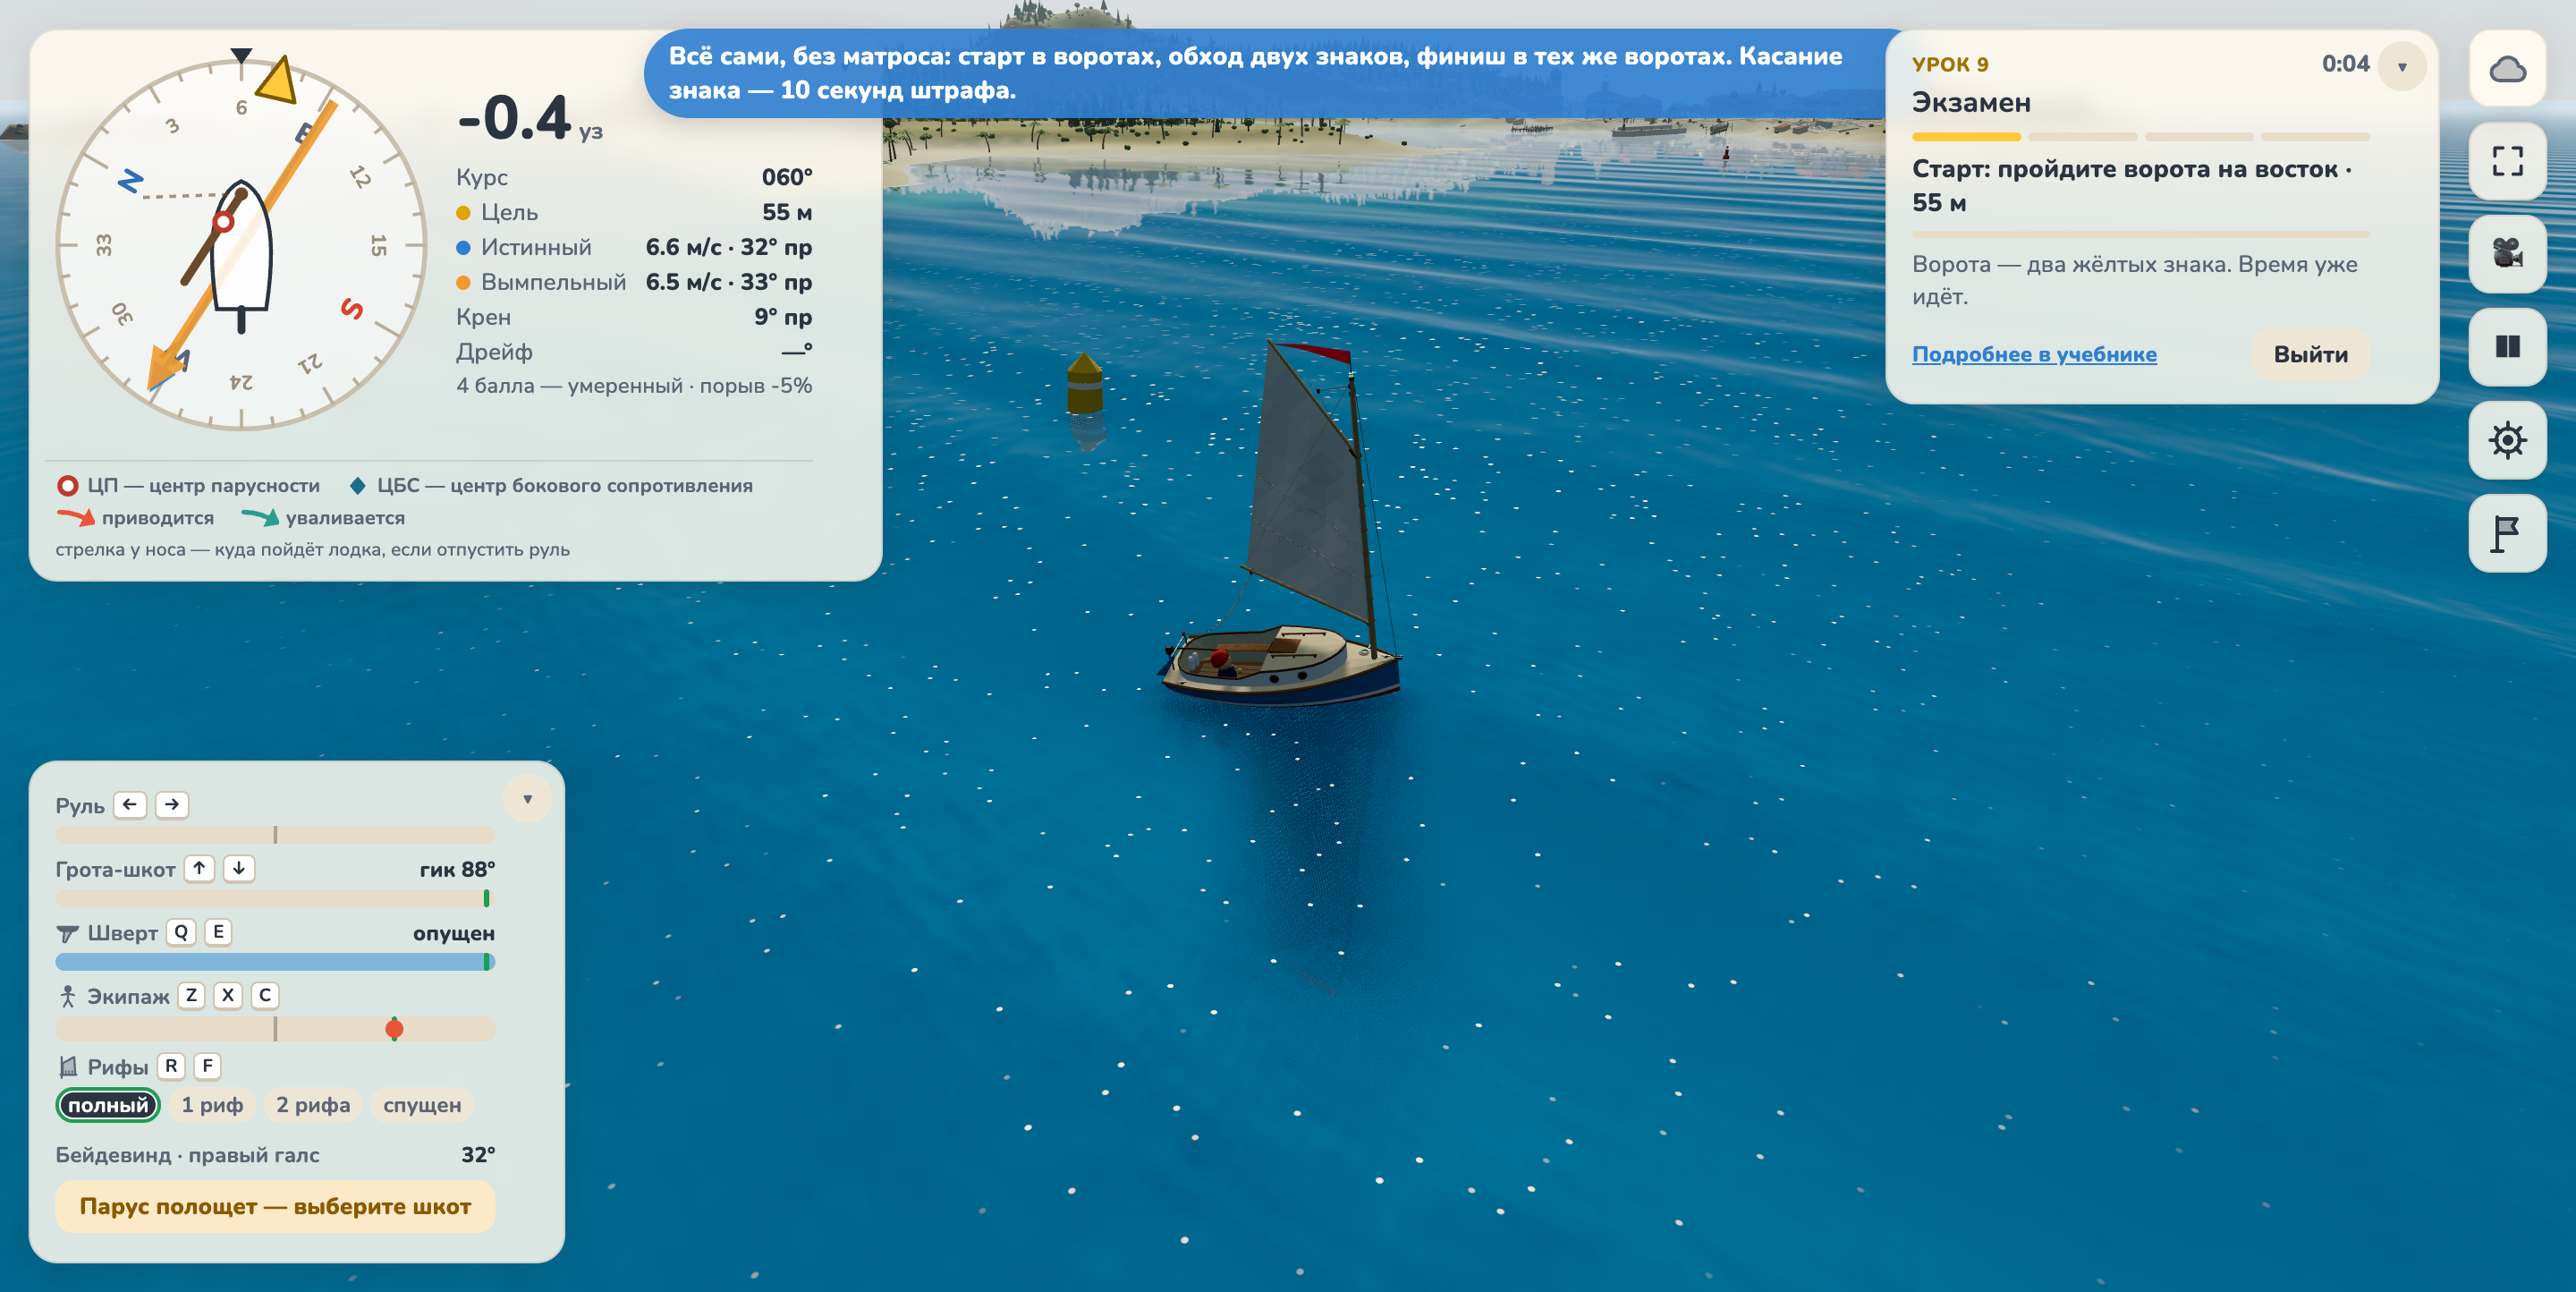 Всё сами, без матроса: старт в воротах, обход двух знаков, финиш в тех же воротах. Касание
знака — 10 секунд штрафа.
6
3
E
12
N
33
15
30
S
24
21
-0.4 уз
Курс 060°
Цель 55 м
Истинный 6.6 м/с · 32° пр
Вымпельный 6.5 м/с · 33° пр
Крен 9° пр
Дрейф —°
4 балла — умеренный · порыв -5%
ЦП — центр парусности ЦБС — центр бокового сопротивления
приводится уваливается
стрелка у носа — куда пойдёт лодка, если отпустить руль
УРОК 9 0:04
Экзамен
Старт: пройдите ворота на восток ·
55 м
Ворота — два жёлтых знака. Время уже
идёт.
Подробнее в учебнике Выйти
Руль ← →
Грота-шкот ↑ ↓ гик 88°
Шверт Q E опущен
Экипаж Z X C
Рифы R F
полный 1 риф 2 рифа спущен
Бейдевинд · правый галс 32°
Парус полощет — выберите шкот